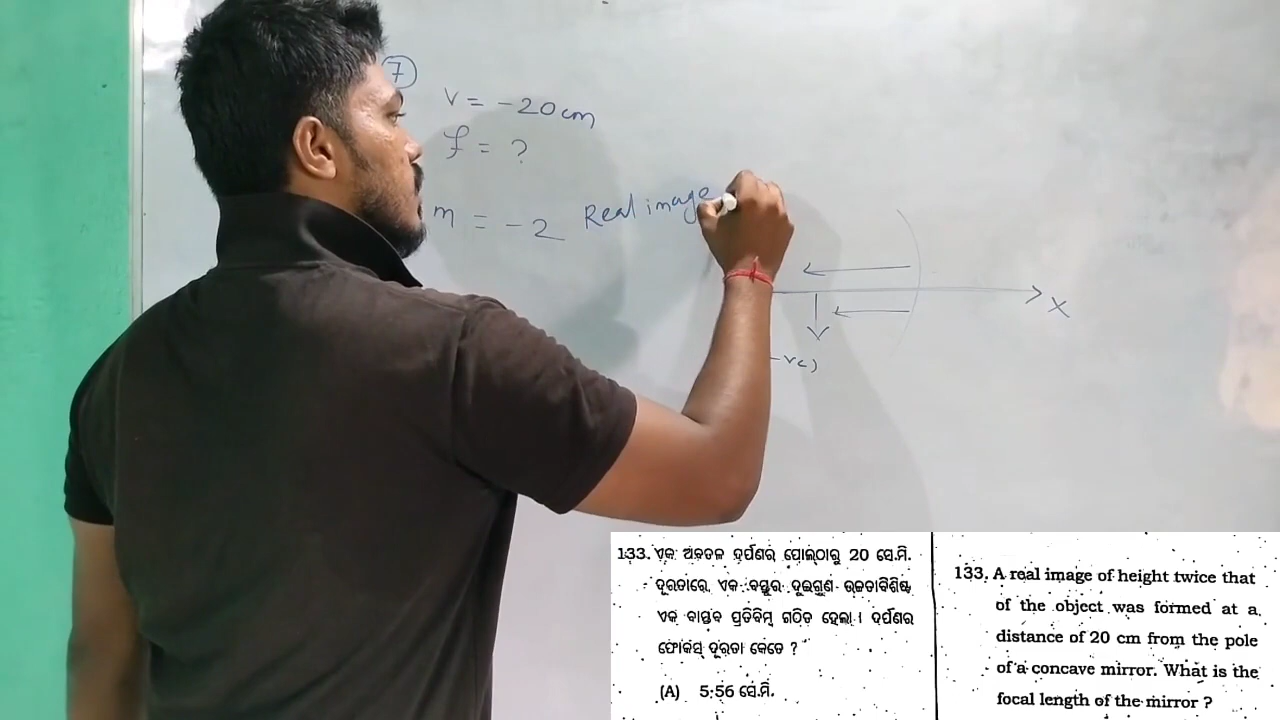 7
v = -20cm
f = ?
m = -2 Real image
X
-ve)
133. ଏକ ଅବତଳ ଦର୍ପଣର ପୋଲ୍‌ଠାରୁ 20 ସେ.ମି.
ଦୂରତାରେ ଏକ ବସ୍ତୁର ଦୁଇଗୁଣ ଉଚ୍ଚତାବିଶିଷ୍ଟ
ଏକ ବାସ୍ତବ ପ୍ରତିବିମ୍ବ ଗଠିତ ହେଲା । ଦର୍ପଣର
ଫୋକସ୍ ଦୂରତା କେତେ ?
(A) 5.56 ସେ.ମି.
133. A real image of height twice that
of the object was formed at a
distance of 20 cm from the pole
of a concave mirror. What is the
focal length of the mirror ?